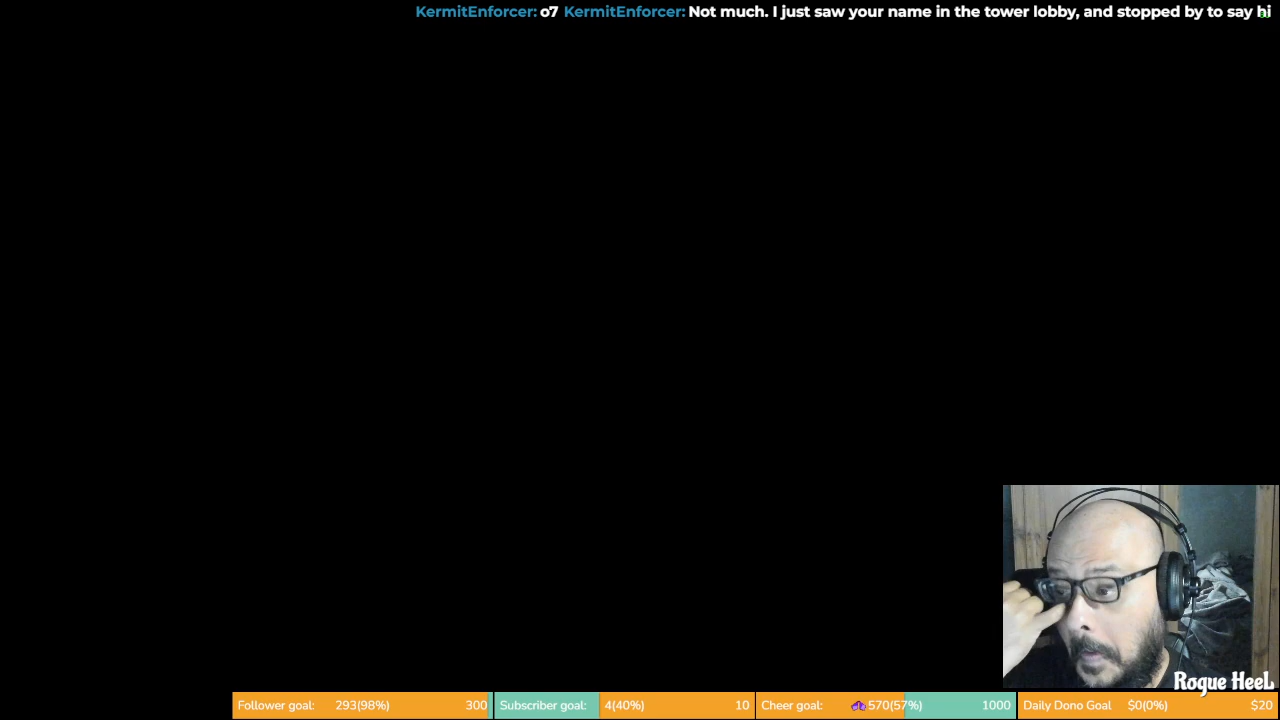 KermitEnforcer: o7 KermitEnforcer: Not much. I just saw your name in the tower lobby, and stopped by to say hi
Rogue HeeL
Follower goal: 293(98%) 300 Subscriber goal: 4(40%) 10 Cheer goal: 570(57%) 1000 Daily Dono Goal $0(0%) $20